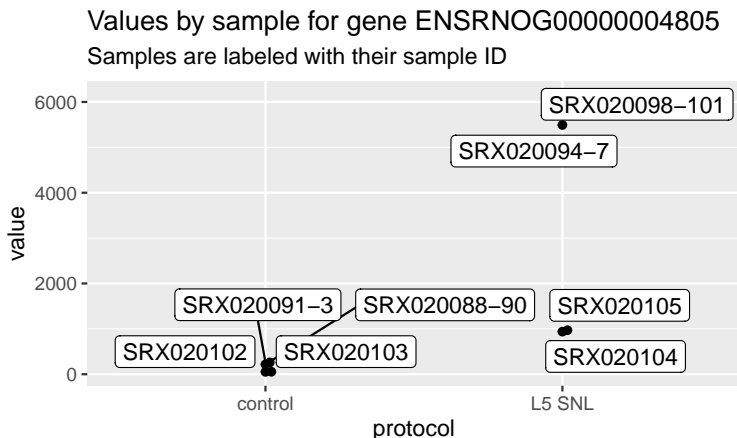 Values by sample for gene ENSRNOG00000004805
Samples are labeled with their sample ID
6000
4000
2000
0
value
SRX020098−101
SRX020094−7
SRX020091−3
SRX020088−90
SRX020105
SRX020102
SRX020103
SRX020104
control
L5 SNL
protocol